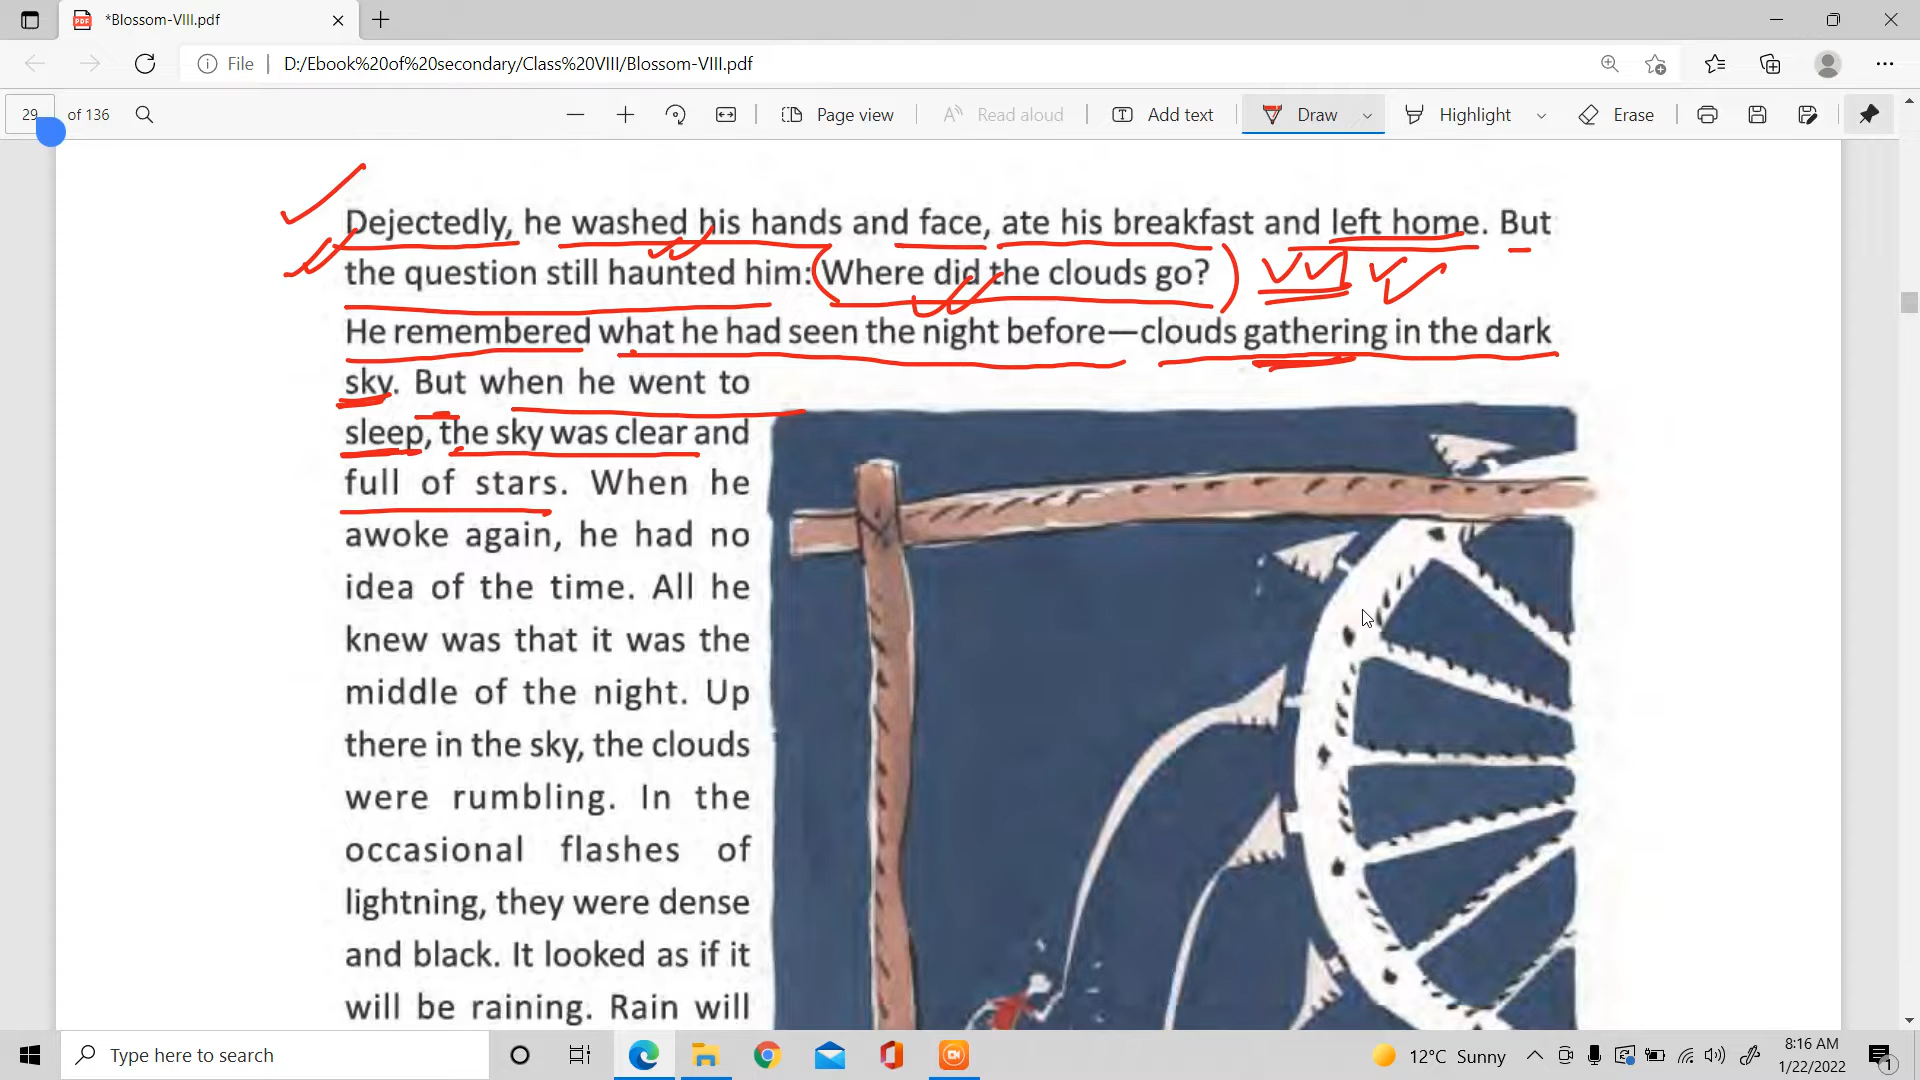 *Blossom-VIII.pdf
File
D:/Ebook%20of%20secondary/Class%20VIII/Blossom-VIII.pdf
29 of 136
Page view
Read aloud
Add text
Draw
Highlight
Erase
Dejectedly, he washed his hands and face, ate his breakfast and left home. But
the question still haunted him: Where did the clouds go?
He remembered what he had seen the night before—clouds gathering in the dark
sky. But when he went to
sleep, the sky was clear and
full of stars. When he
awoke again, he had no
idea of the time. All he
knew was that it was the
middle of the night. Up
there in the sky, the clouds
were rumbling. In the
occasional flashes of
lightning, they were dense
and black. It looked as if it
will be raining. Rain will
Type here to search
12°C Sunny
8:16 AM
1/22/2022
1